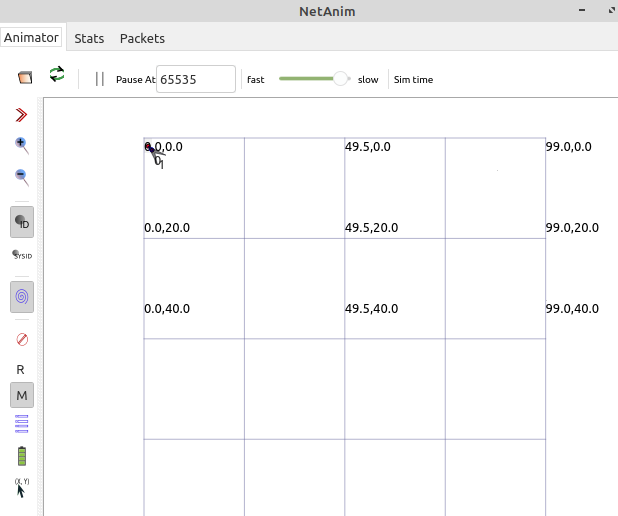 NetAnim
Animator Stats Packets
Pause At 65535 fast slow Sim time
0.0,0.0 49.5,0.0 99.0,0.0
ID
0.0,20.0 49.5,20.0 99.0,20.0
SYSID
0.0,40.0 49.5,40.0 99.0,40.0
R
M
(X, Y)